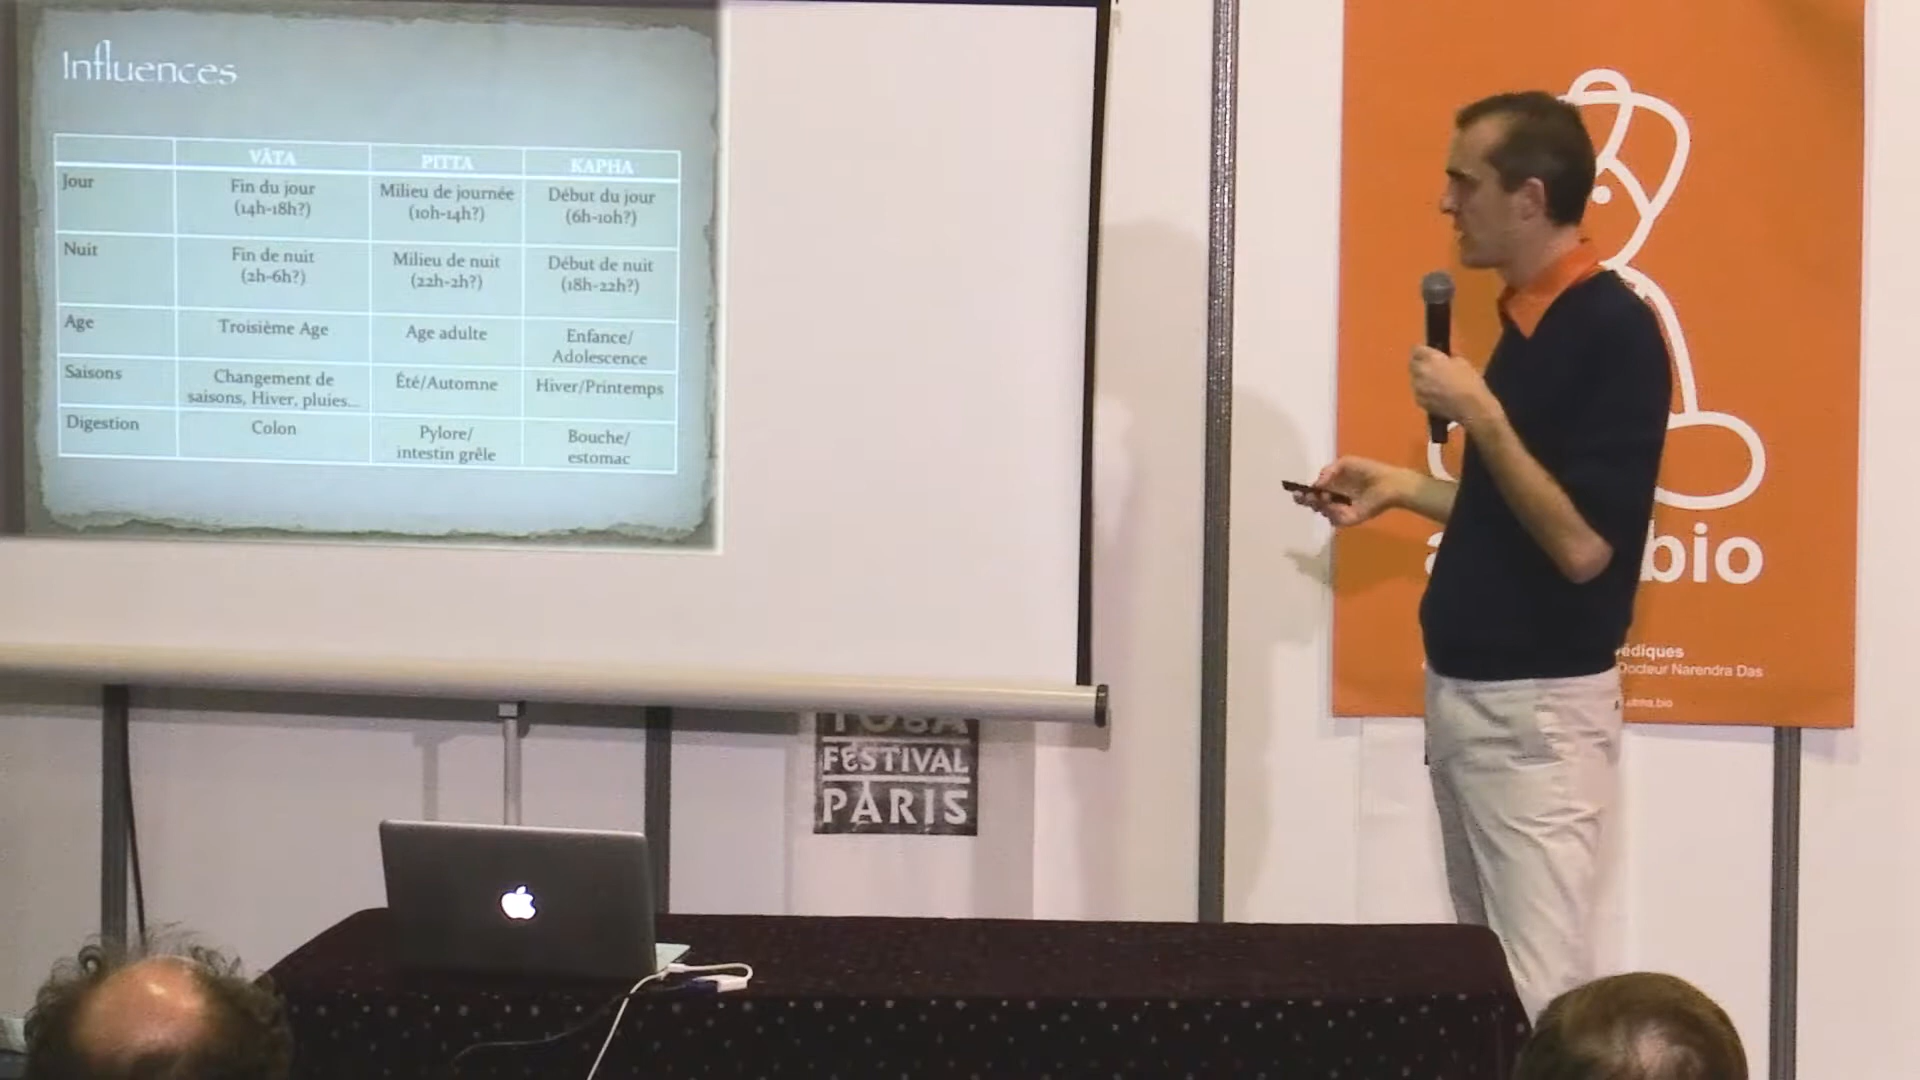 Influences
VÂTA PITTA KAPHA
Jour
Fin du jour
(14h-18h?)
Milieu de journée
(10h-14h?)
Début du jour
(6h-10h?)
Nuit
Fin de nuit
(2h-6h?)
Milieu de nuit
(22h-2h?)
Début de nuit
(18h-22h?)
Age
Troisième Age
Age adulte
Enfance/
Adolescence
Saisons
Changement de
saisons, Hiver, pluies...
Été/Automne
Hiver/Printemps
Digestion
Colon
Pylore/
intestin grêle
Bouche/
estomac
YOGA
FESTIVAL
PARIS
bio
Docteur Narendra Das